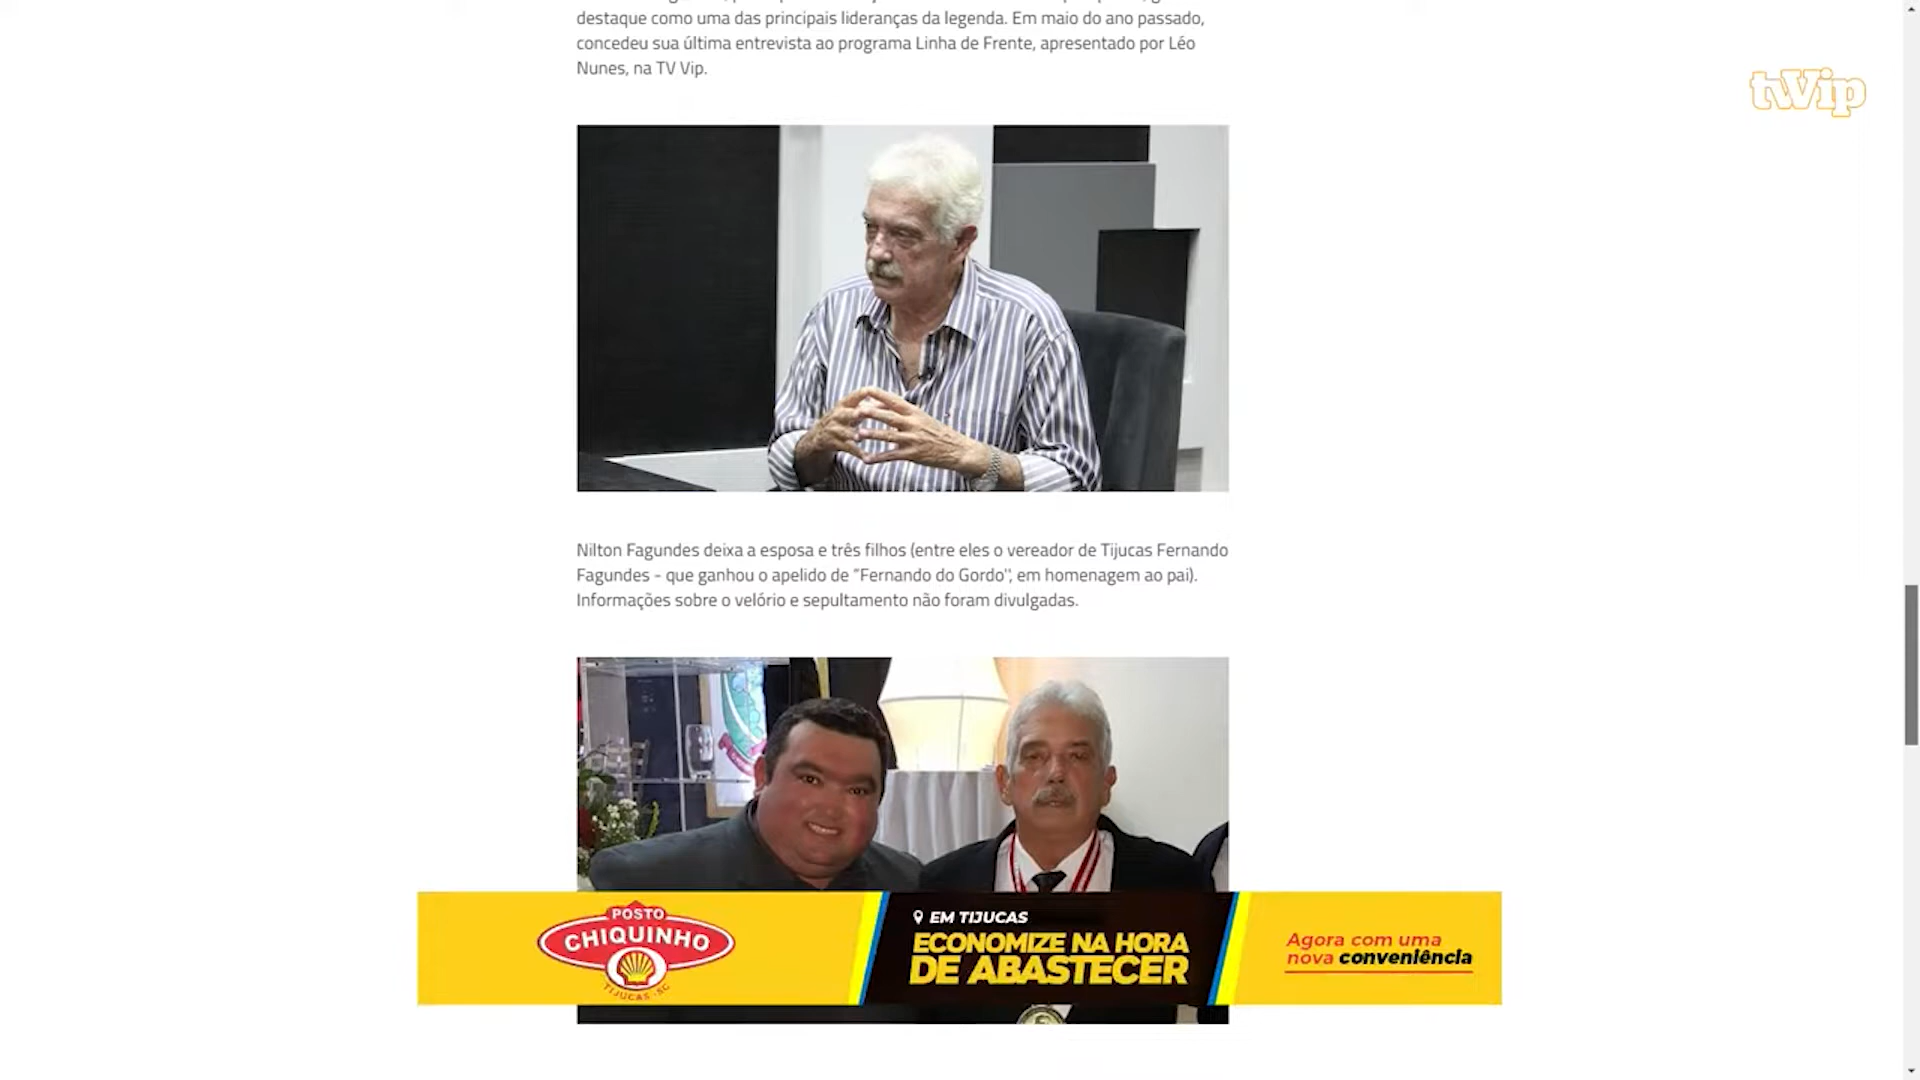 destaque como uma das principais lideranças da legenda. Em maio do ano passado,
concedeu sua última entrevista ao programa Linha de Frente, apresentado por Léo
Nunes, na TV Vip.
tvVip
Nilton Fagundes deixa a esposa e três filhos (entre eles o vereador de Tijucas Fernando
Fagundes - que ganhou o apelido de "Fernando do Gordo", em homenagem ao pai).
Informações sobre o velório e sepultamento não foram divulgadas.
POSTO
CHIQUINHO
TIJUCAS-SC
EM TIJUCAS
ECONOMIZE NA HORA
DE ABASTECER
Agora com uma
nova conveniência